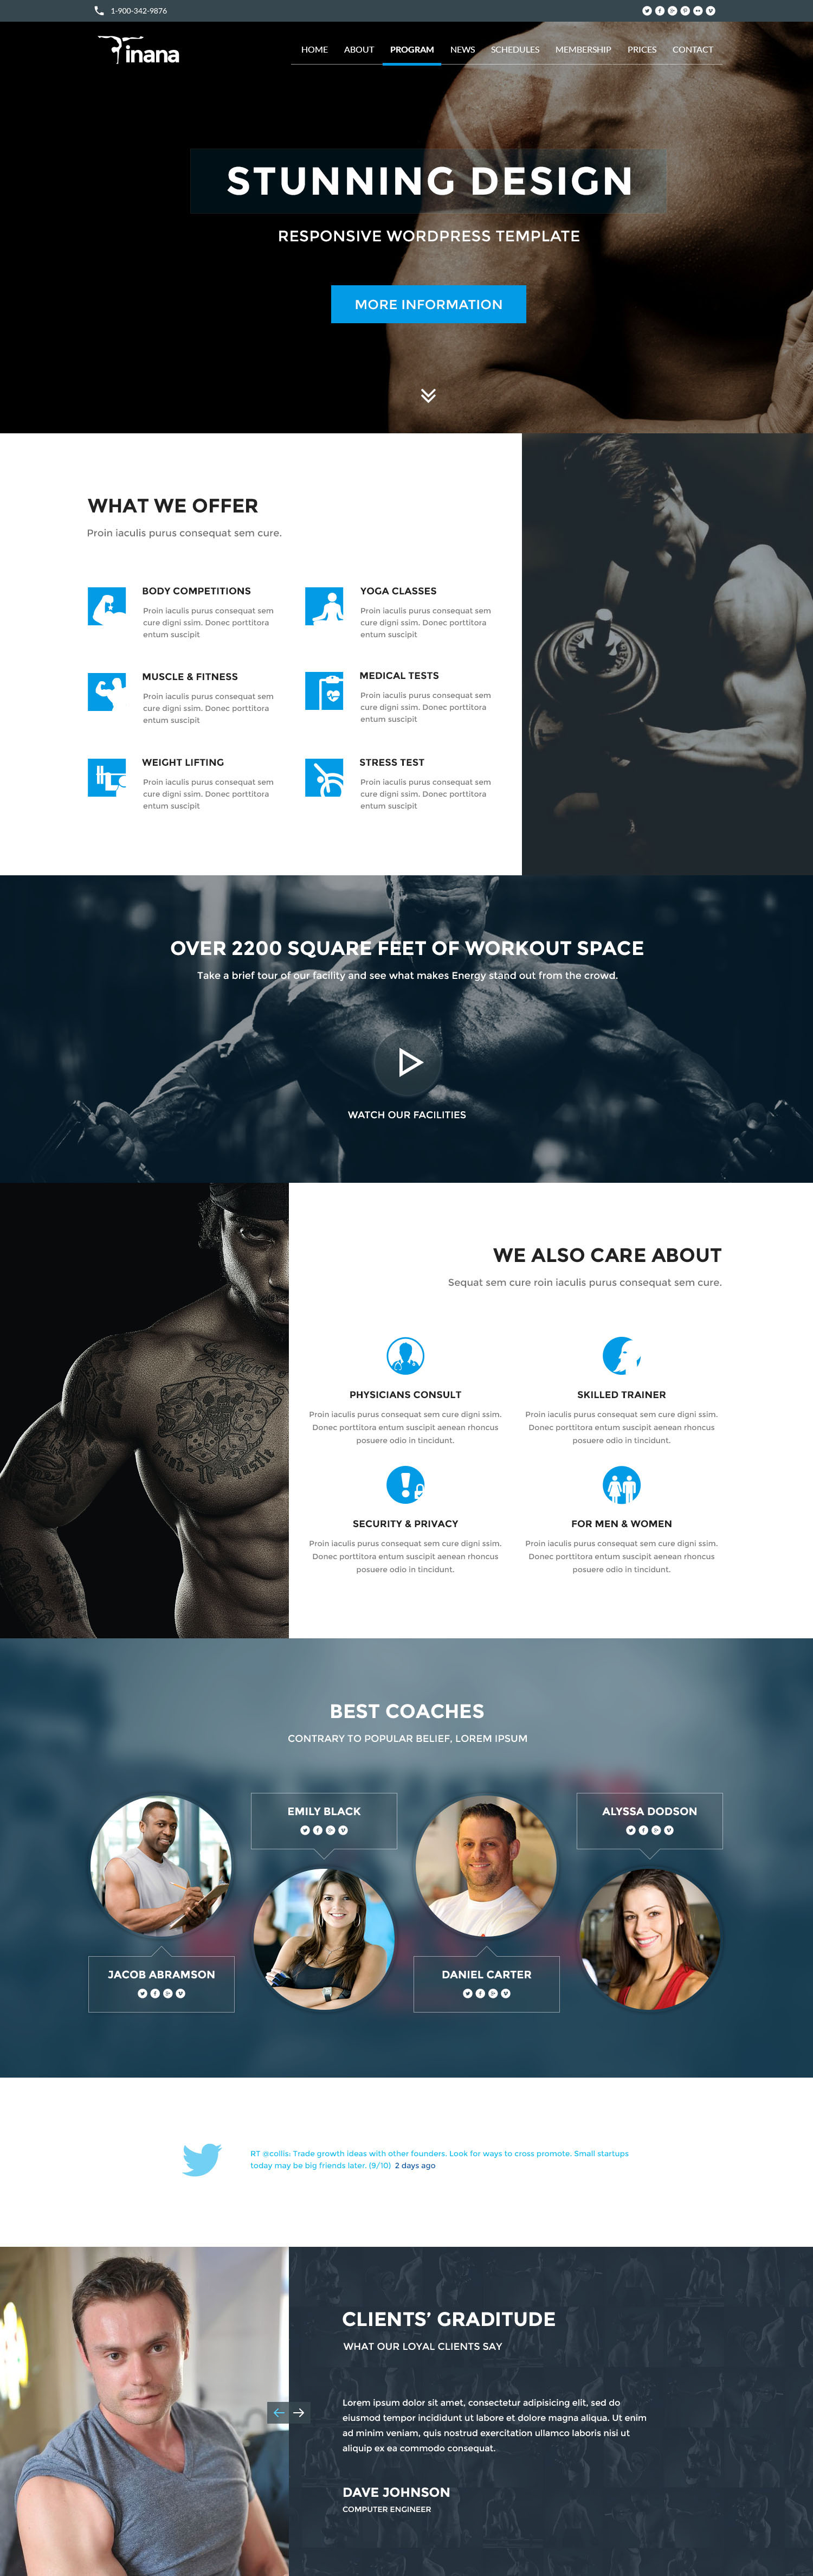 1-900-342-9876
inana
HOME ABOUT PROGRAM NEWS SCHEDULES MEMBERSHIP PRICES CONTACT
STUNNING DESIGN
RESPONSIVE WORDPRESS TEMPLATE
MORE INFORMATION
WHAT WE OFFER
Proin iaculis purus consequat sem cure.
BODY COMPETITIONS
Proin iaculis purus consequat sem
cure digni ssim. Donec porttitora
entum suscipit
YOGA CLASSES
Proin iaculis purus consequat sem
cure digni ssim. Donec porttitora
entum suscipit
MUSCLE & FITNESS
Proin iaculis purus consequat sem
cure digni ssim. Donec porttitora
entum suscipit
MEDICAL TESTS
Proin iaculis purus consequat sem
cure digni ssim. Donec porttitora
entum suscipit
WEIGHT LIFTING
Proin iaculis purus consequat sem
cure digni ssim. Donec porttitora
entum suscipit
STRESS TEST
Proin iaculis purus consequat sem
cure digni ssim. Donec porttitora
entum suscipit
OVER 2200 SQUARE FEET OF WORKOUT SPACE
Take a brief tour of our facility and see what makes Energy stand out from the crowd.
WATCH OUR FACILITIES
WE ALSO CARE ABOUT
Sequat sem cure roin iaculis purus consequat sem cure.
PHYSICIANS CONSULT
Proin iaculis purus consequat sem cure digni ssim.
Donec porttitora entum suscipit aenean rhoncus
posuere odio in tincidunt.
SKILLED TRAINER
Proin iaculis purus consequat sem cure digni ssim.
Donec porttitora entum suscipit aenean rhoncus
posuere odio in tincidunt.
SECURITY & PRIVACY
Proin iaculis purus consequat sem cure digni ssim.
Donec porttitora entum suscipit aenean rhoncus
posuere odio in tincidunt.
FOR MEN & WOMEN
Proin iaculis purus consequat sem cure digni ssim.
Donec porttitora entum suscipit aenean rhoncus
posuere odio in tincidunt.
BEST COACHES
CONTRARY TO POPULAR BELIEF, LOREM IPSUM
EMILY BLACK
ALYSSA DODSON
JACOB ABRAMSON
DANIEL CARTER
RT @collis: Trade growth ideas with other founders. Look for ways to cross promote. Small startups
today may be big friends later. (9/10) 2 days ago
CLIENTS’ GRADITUDE
WHAT OUR LOYAL CLIENTS SAY
Lorem ipsum dolor sit amet, consectetur adipisicing elit, sed do
eiusmod tempor incididunt ut labore et dolore magna aliqua. Ut enim
ad minim veniam, quis nostrud exercitation ullamco laboris nisi ut
aliquip ex ea commodo consequat.
DAVE JOHNSON
COMPUTER ENGINEER